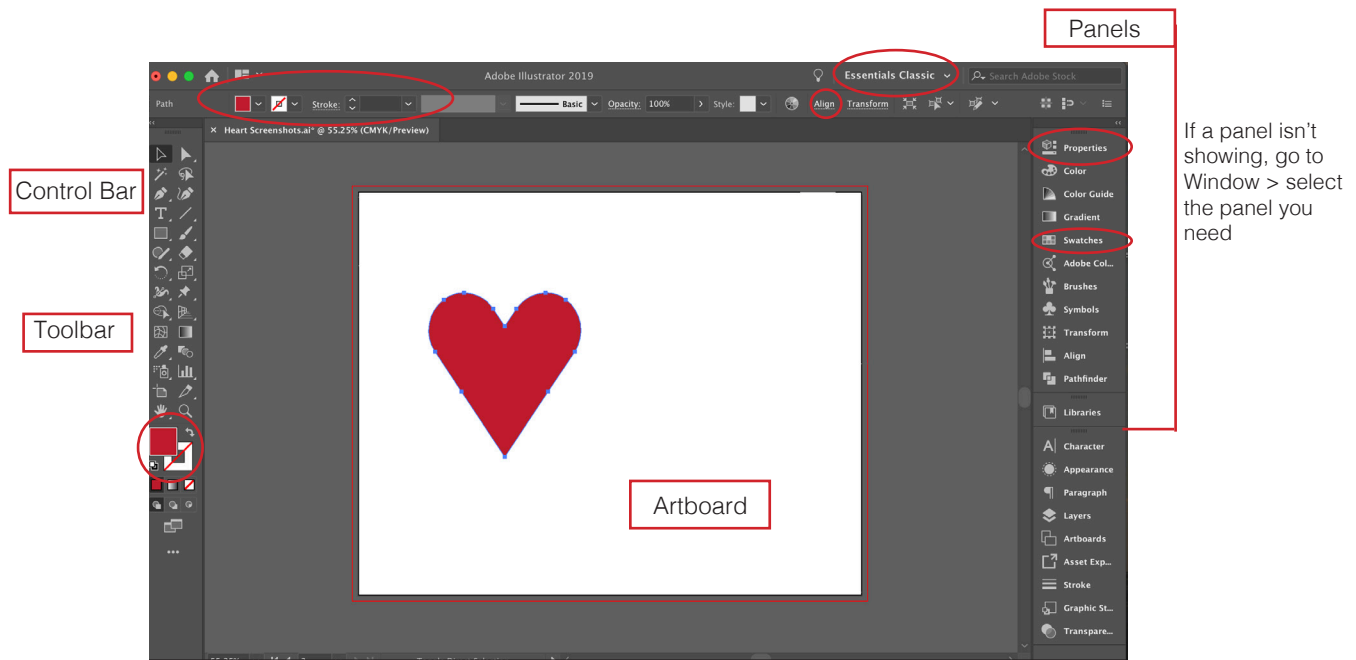 Panels
Adobe Illustrator 2019
Essentials Classic
Search Adobe Stock
Path
Stroke:
Basic
Opacity: 100%
Style:
Align
Transform
× Heart Screenshots.ai* @ 55.25% (CMYK/Preview)
Control Bar
Toolbar
Artboard
Properties
Color
Color Guide
Gradient
Swatches
Adobe Col...
Brushes
Symbols
Transform
Align
Pathfinder
Libraries
Character
Appearance
Paragraph
Layers
Artboards
Asset Exp...
Stroke
Graphic St...
Transpare...
If a panel isn't
showing, go to
Window > select
the panel you
need